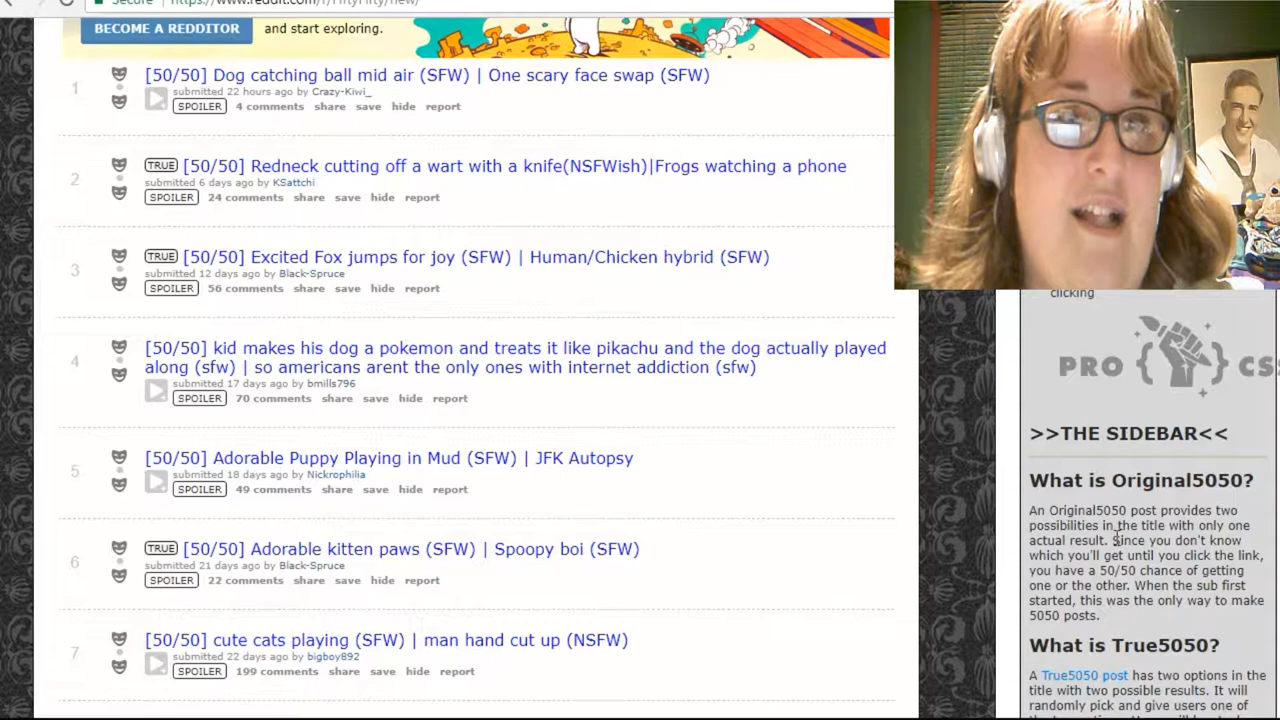 Secure https://www.reddit.com/r/FiftyFifty/new/
BECOME A REDDITOR and start exploring.
1
[50/50] Dog catching ball mid air (SFW) | One scary face swap (SFW)
submitted 22 hours ago by Crazy-Kiwi_
SPOILER 4 comments share save hide report
2
TRUE [50/50] Redneck cutting off a wart with a knife(NSFWish)|Frogs watching a phone
submitted 6 days ago by KSattchi
SPOILER 24 comments share save hide report
3
TRUE [50/50] Excited Fox jumps for joy (SFW) | Human/Chicken hybrid (SFW)
submitted 12 days ago by Black-Spruce
SPOILER 56 comments share save hide report
4
[50/50] kid makes his dog a pokemon and treats it like pikachu and the dog actually played
along (sfw) | so americans arent the only ones with internet addiction (sfw)
submitted 17 days ago by bmills796
SPOILER 70 comments share save hide report
5
[50/50] Adorable Puppy Playing in Mud (SFW) | JFK Autopsy
submitted 18 days ago by Nickrophilia
SPOILER 49 comments share save hide report
6
TRUE [50/50] Adorable kitten paws (SFW) | Spoopy boi (SFW)
submitted 21 days ago by Black-Spruce
SPOILER 22 comments share save hide report
7
[50/50] cute cats playing (SFW) | man hand cut up (NSFW)
submitted 22 days ago by bigboy892
SPOILER 199 comments share save hide report
clicking
PRO { } CS
>>THE SIDEBAR<<
What is Original5050?
An Original5050 post provides two
possibilities in the title with only one
actual result. Since you don't know
which you'll get until you click the link,
you have a 50/50 chance of getting
one or the other. When the sub first
started, this was the only way to make
5050 posts.
What is True5050?
A True5050 post has two options in the
title with two possible results. It will
randomly pick and give users one of